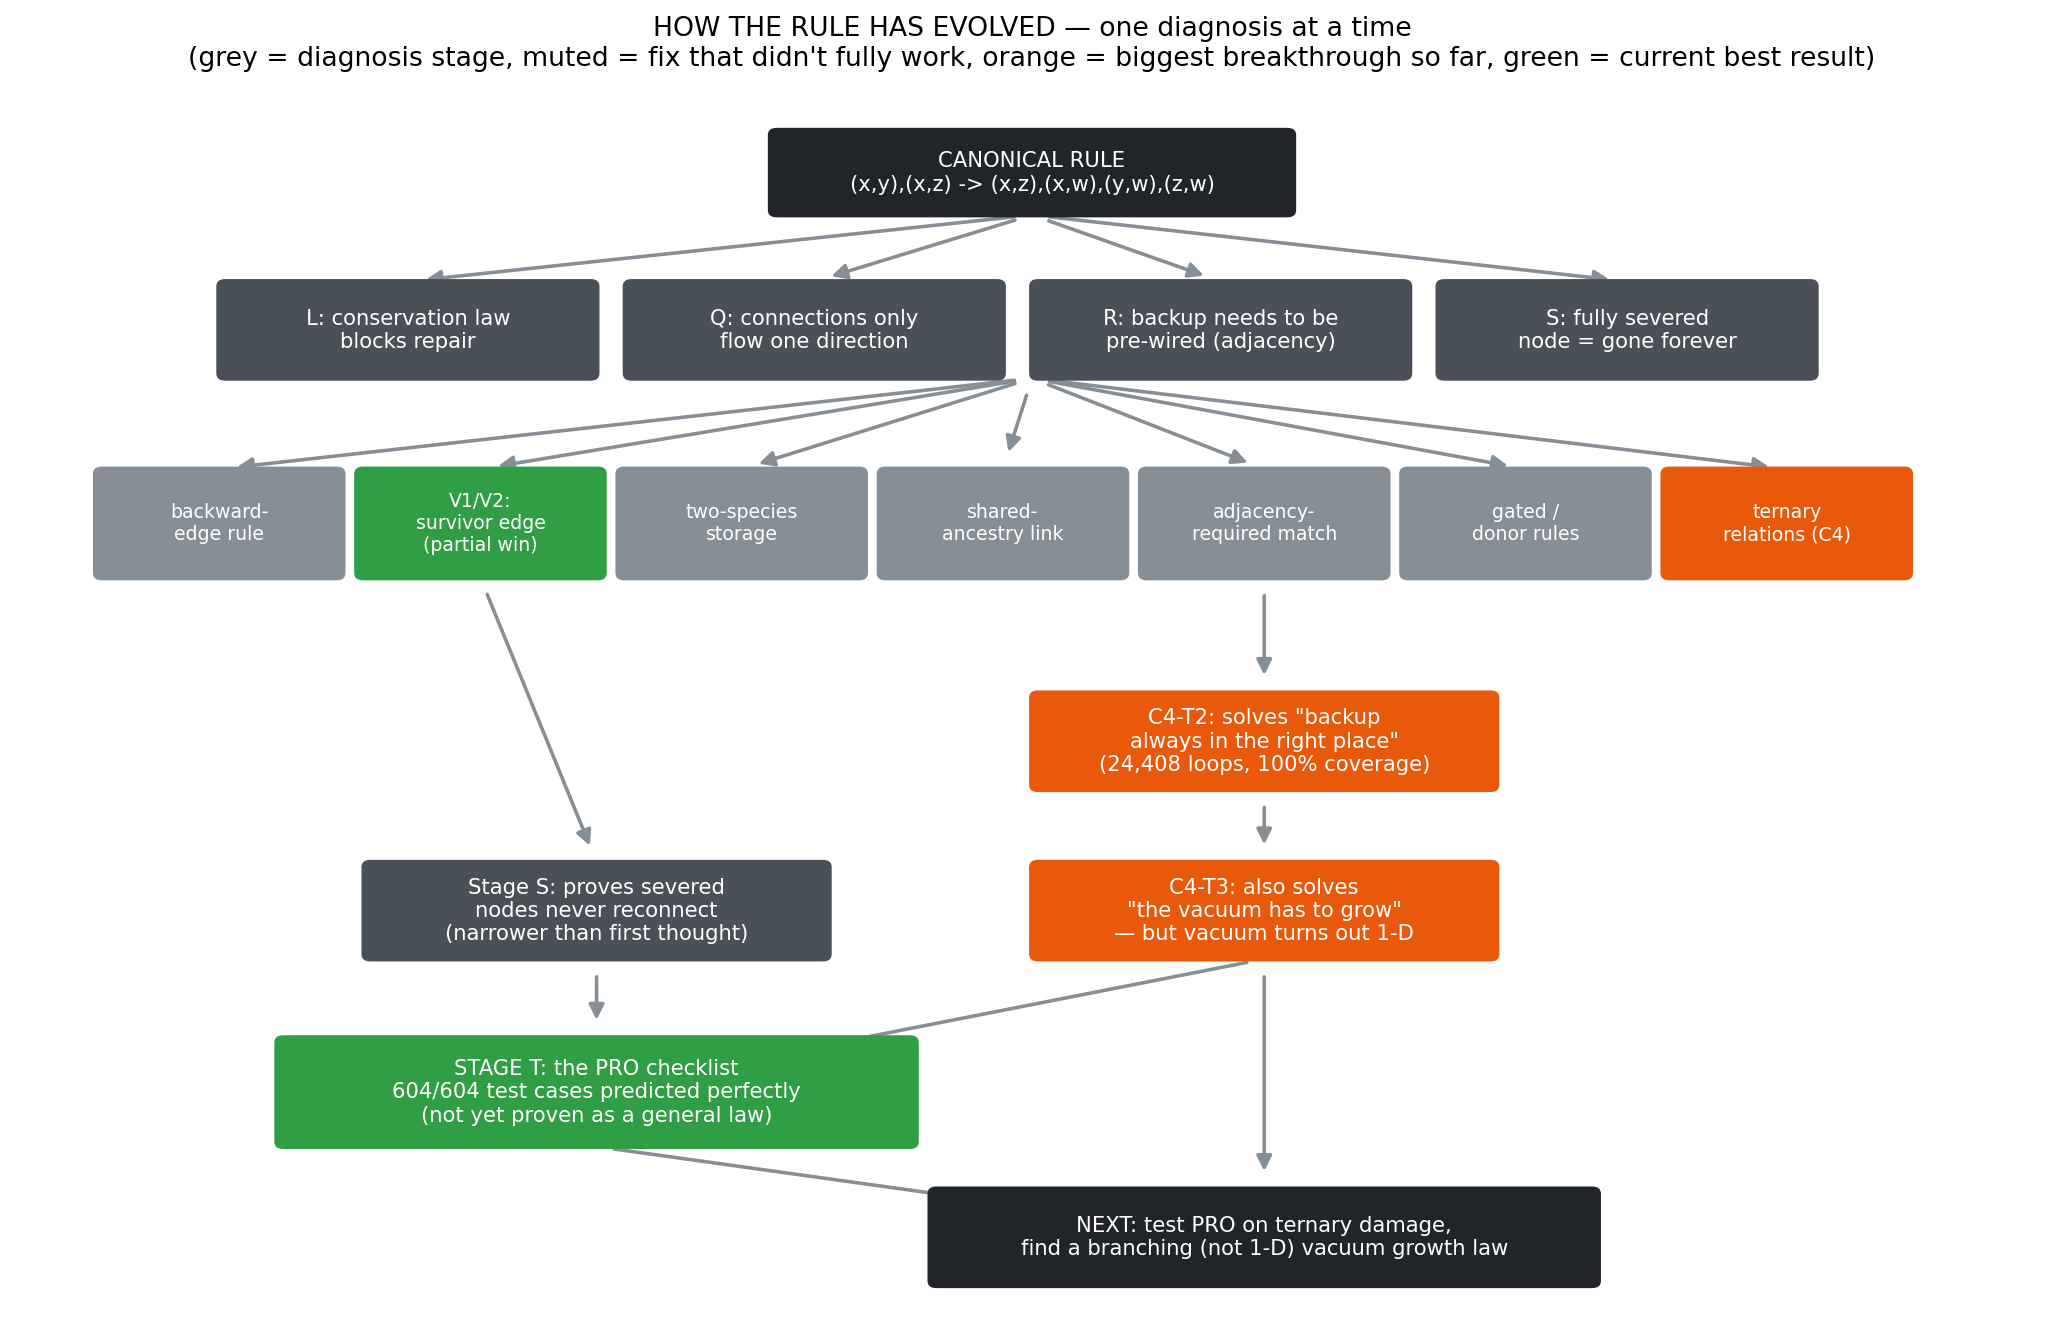 HOW THE RULE HAS EVOLVED — one diagnosis at a time
(grey = diagnosis stage, muted = fix that didn't fully work, orange = biggest breakthrough so far, green = current best result)
CANONICAL RULE
(x,y),(x,z) -> (x,z),(x,w),(y,w),(z,w)
L: conservation law
blocks repair
Q: connections only
flow one direction
R: backup needs to be
pre-wired (adjacency)
S: fully severed
node = gone forever
backward-
edge rule
V1/V2:
survivor edge
(partial win)
two-species
storage
shared-
ancestry link
adjacency-
required match
gated /
donor rules
ternary
relations (C4)
C4-T2: solves "backup
always in the right place"
(24,408 loops, 100% coverage)
Stage S: proves severed
nodes never reconnect
(narrower than first thought)
C4-T3: also solves
"the vacuum has to grow"
— but vacuum turns out 1-D
STAGE T: the PRO checklist
604/604 test cases predicted perfectly
(not yet proven as a general law)
NEXT: test PRO on ternary damage,
find a branching (not 1-D) vacuum growth law